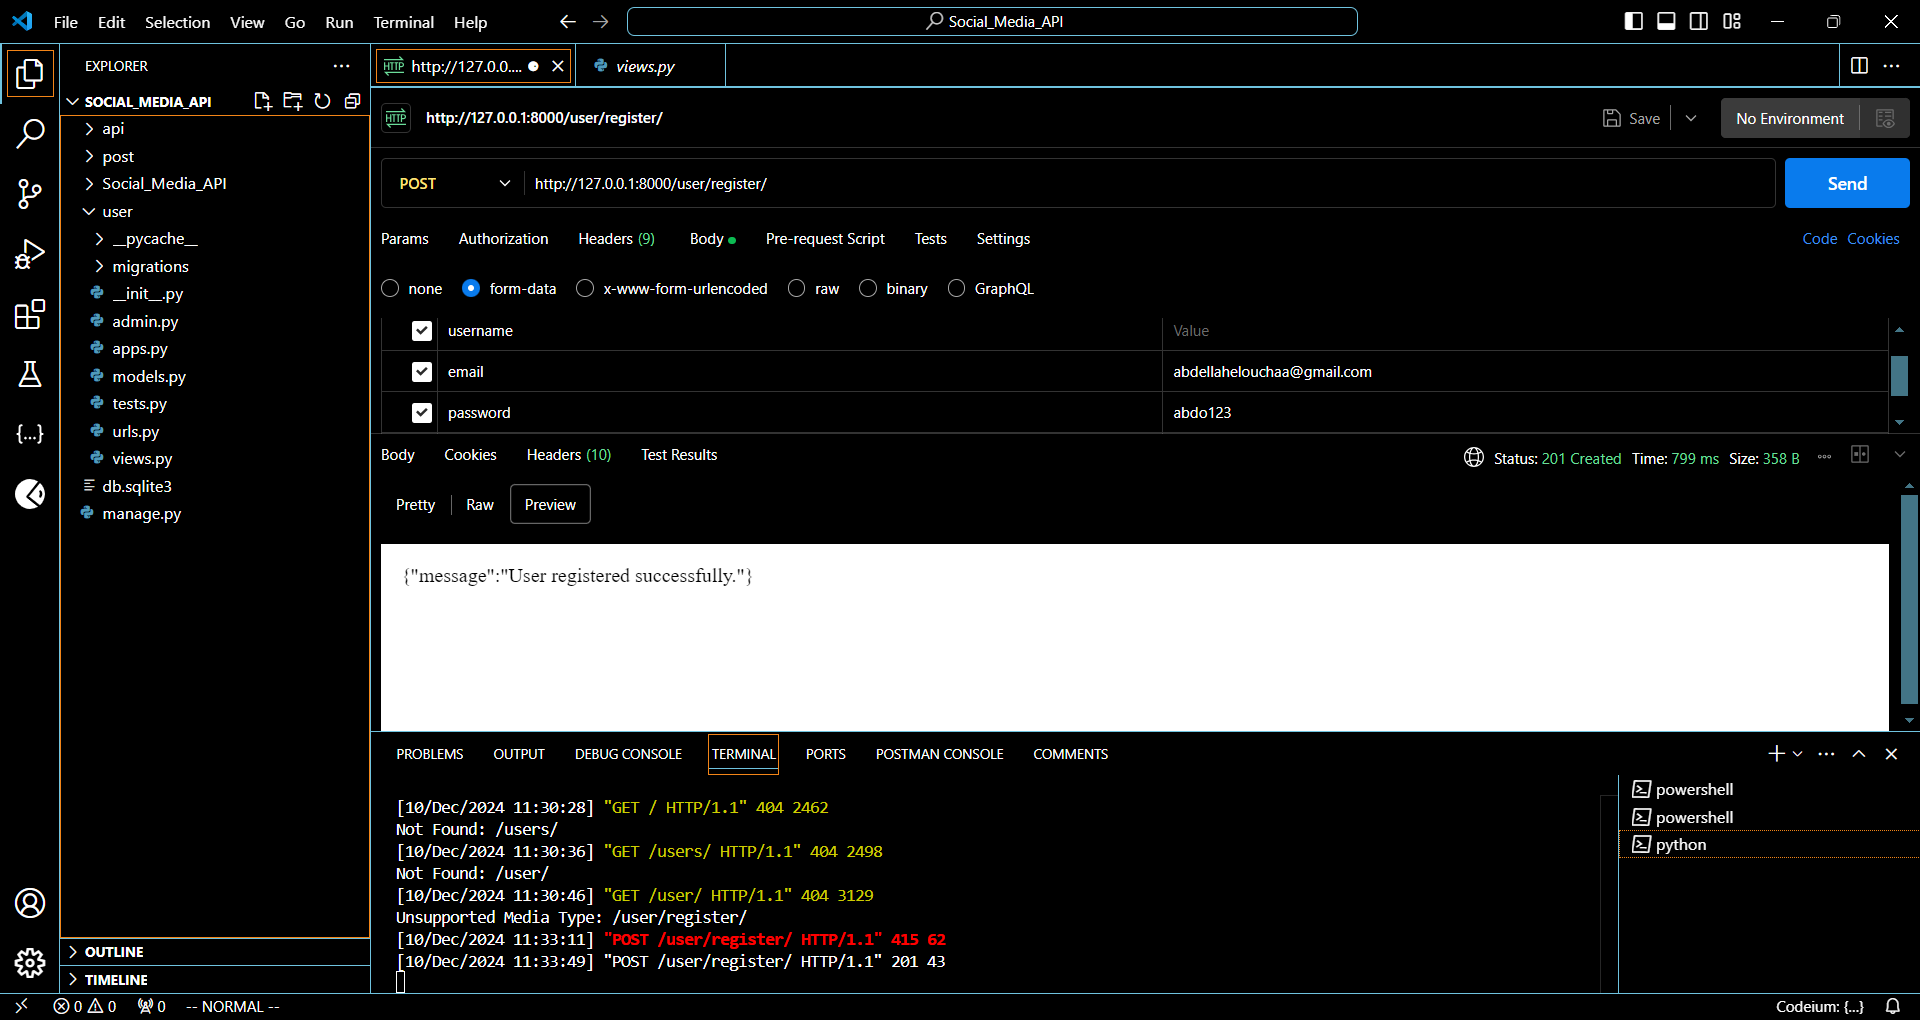 File Edit Selection View Go Run Terminal Help
Social_Media_API
EXPLORER
SOCIAL_MEDIA_API
api
post
Social_Media_API
user
__pycache__
migrations
__init__.py
admin.py
apps.py
models.py
tests.py
urls.py
views.py
db.sqlite3
manage.py
OUTLINE
TIMELINE
HTTP http://127.0.0.... views.py
HTTP http://127.0.0.1:8000/user/register/ Save No Environment
POST http://127.0.0.1:8000/user/register/ Send
Params Authorization Headers (9) Body Pre-request Script Tests Settings Code Cookies
none form-data x-www-form-urlencoded raw binary GraphQL
username Value
email abdellahelouchaa@gmail.com
password abdo123
Body Cookies Headers (10) Test Results Status: 201 Created Time: 799 ms Size: 358 B
Pretty Raw Preview
{"message":"User registered successfully."}
PROBLEMS OUTPUT DEBUG CONSOLE TERMINAL PORTS POSTMAN CONSOLE COMMENTS
[10/Dec/2024 11:30:28] "GET / HTTP/1.1" 404 2462
Not Found: /users/
[10/Dec/2024 11:30:36] "GET /users/ HTTP/1.1" 404 2498
Not Found: /user/
[10/Dec/2024 11:30:46] "GET /user/ HTTP/1.1" 404 3129
Unsupported Media Type: /user/register/
[10/Dec/2024 11:33:11] "POST /user/register/ HTTP/1.1" 415 62
[10/Dec/2024 11:33:49] "POST /user/register/ HTTP/1.1" 201 43
powershell
powershell
python
0 0 0 -- NORMAL -- Codeium: {...}